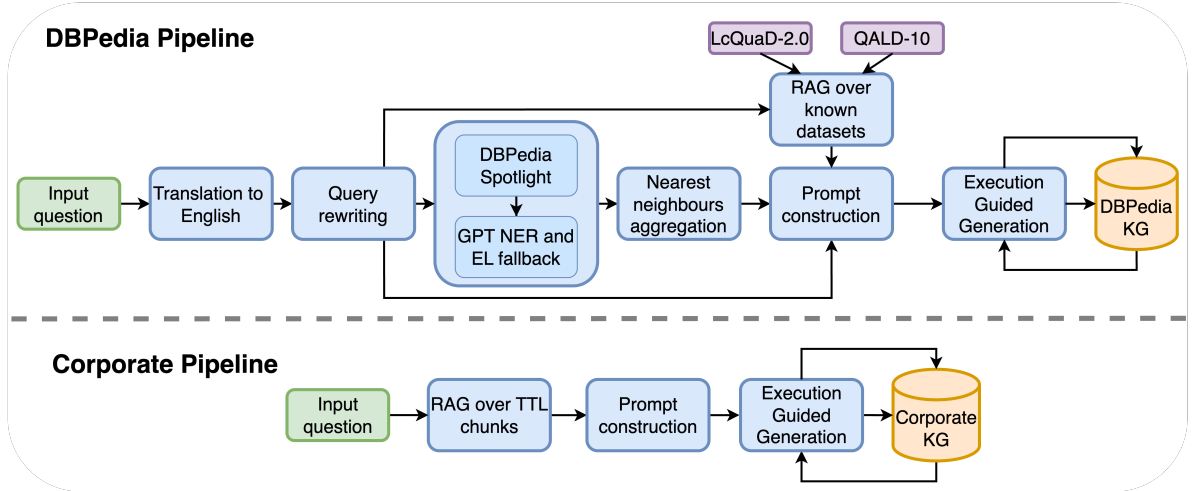 DBPedia Pipeline
LcQuaD-2.0
QALD-10
RAG over
known
datasets
Input
question
Translation to
English
Query
rewriting
DBPedia
Spotlight
GPT NER and
EL fallback
Nearest
neighbours
aggregation
Prompt
construction
Execution
Guided
Generation
DBPedia
KG
Corporate Pipeline
Input
question
RAG over TTL
chunks
Prompt
construction
Execution
Guided
Generation
Corporate
KG